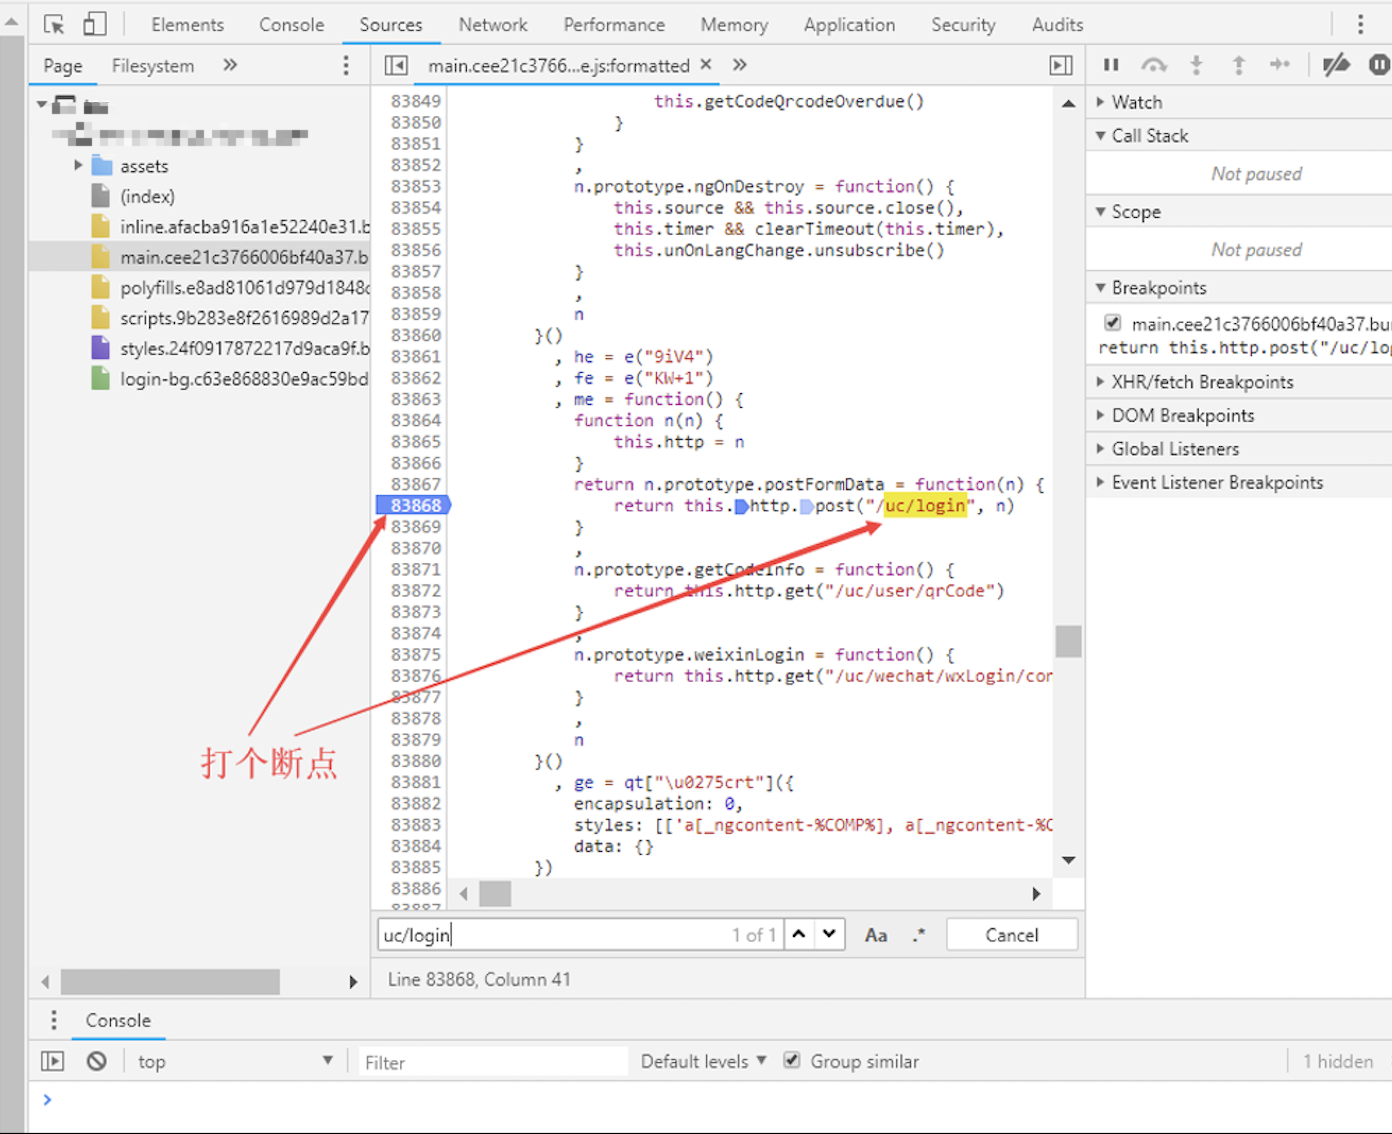 Elements Console Sources Network Performance Memory Application Security Audits
Page Filesystem »
main.cee21c3766...e.js:formatted × »
assets
(index)
inline.afacba916a1e52240e31.b
main.cee21c3766006bf40a37.b
polyfills.e8ad81061d979d1848c
scripts.9b283e8f2616989d2a17
styles.24f0917872217d9aca9f.b
login-bg.c63e868830e9ac59bd
83849 this.getCodeQrcodeOverdue()
83850 }
83851 }
83852 ,
83853 n.prototype.ngOnDestroy = function() {
83854 this.source && this.source.close(),
83855 this.timer && clearTimeout(this.timer),
83856 this.unOnLangChange.unsubscribe()
83857 }
83858 ,
83859 n
83860 }()
83861 , he = e("9iV4")
83862 , fe = e("KW+1")
83863 , me = function() {
83864 function n(n) {
83865 this.http = n
83866 }
83867 return n.prototype.postFormData = function(n) {
83868 return this.http.post("/uc/login", n)
83869 }
83870 ,
83871 n.prototype.getCodeInfo = function() {
83872 return this.http.get("/uc/user/qrCode")
83873 }
83874 ,
83875 n.prototype.weixinLogin = function() {
83876 return this.http.get("/uc/wechat/wxLogin/con
83877 }
83878 ,
83879 n
83880 }()
83881 , ge = qt["\u0275crt"]({
83882 encapsulation: 0,
83883 styles: [['a[_ngcontent-%COMP%], a[_ngcontent-%C
83884 data: {}
83885 })
83886
83887
打个断点
uc/login 1 of 1 Aa .* Cancel
Line 83868, Column 41
Watch
Call Stack
Not paused
Scope
Not paused
Breakpoints
main.cee21c3766006bf40a37.bu
return this.http.post("/uc/lo
XHR/fetch Breakpoints
DOM Breakpoints
Global Listeners
Event Listener Breakpoints
Console
top Filter Default levels Group similar 1 hidden